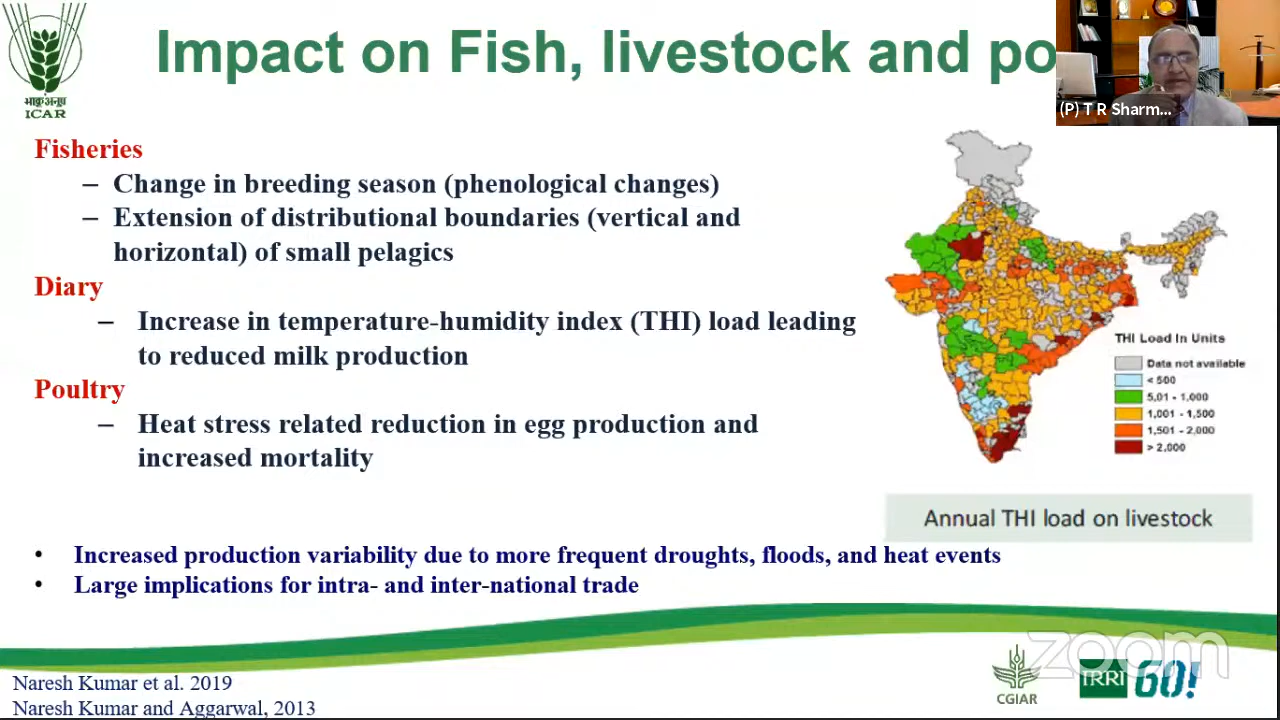 Impact on Fish, livestock and po
(P) T R Sharm...
भाकृअनुप
ICAR
Fisheries
– Change in breeding season (phenological changes)
– Extension of distributional boundaries (vertical and
horizontal) of small pelagics
Diary
– Increase in temperature-humidity index (THI) load leading
to reduced milk production
Poultry
– Heat stress related reduction in egg production and
increased mortality
THI Load In Units
Data not available
< 500
5,01 - 1,000
1,001 - 1,500
1,501 - 2,000
> 2,000
Annual THI load on livestock
• Increased production variability due to more frequent droughts, floods, and heat events
• Large implications for intra- and inter-national trade
Naresh Kumar et al. 2019
Naresh Kumar and Aggarwal, 2013
CGIAR
IRRI
60!
zoom